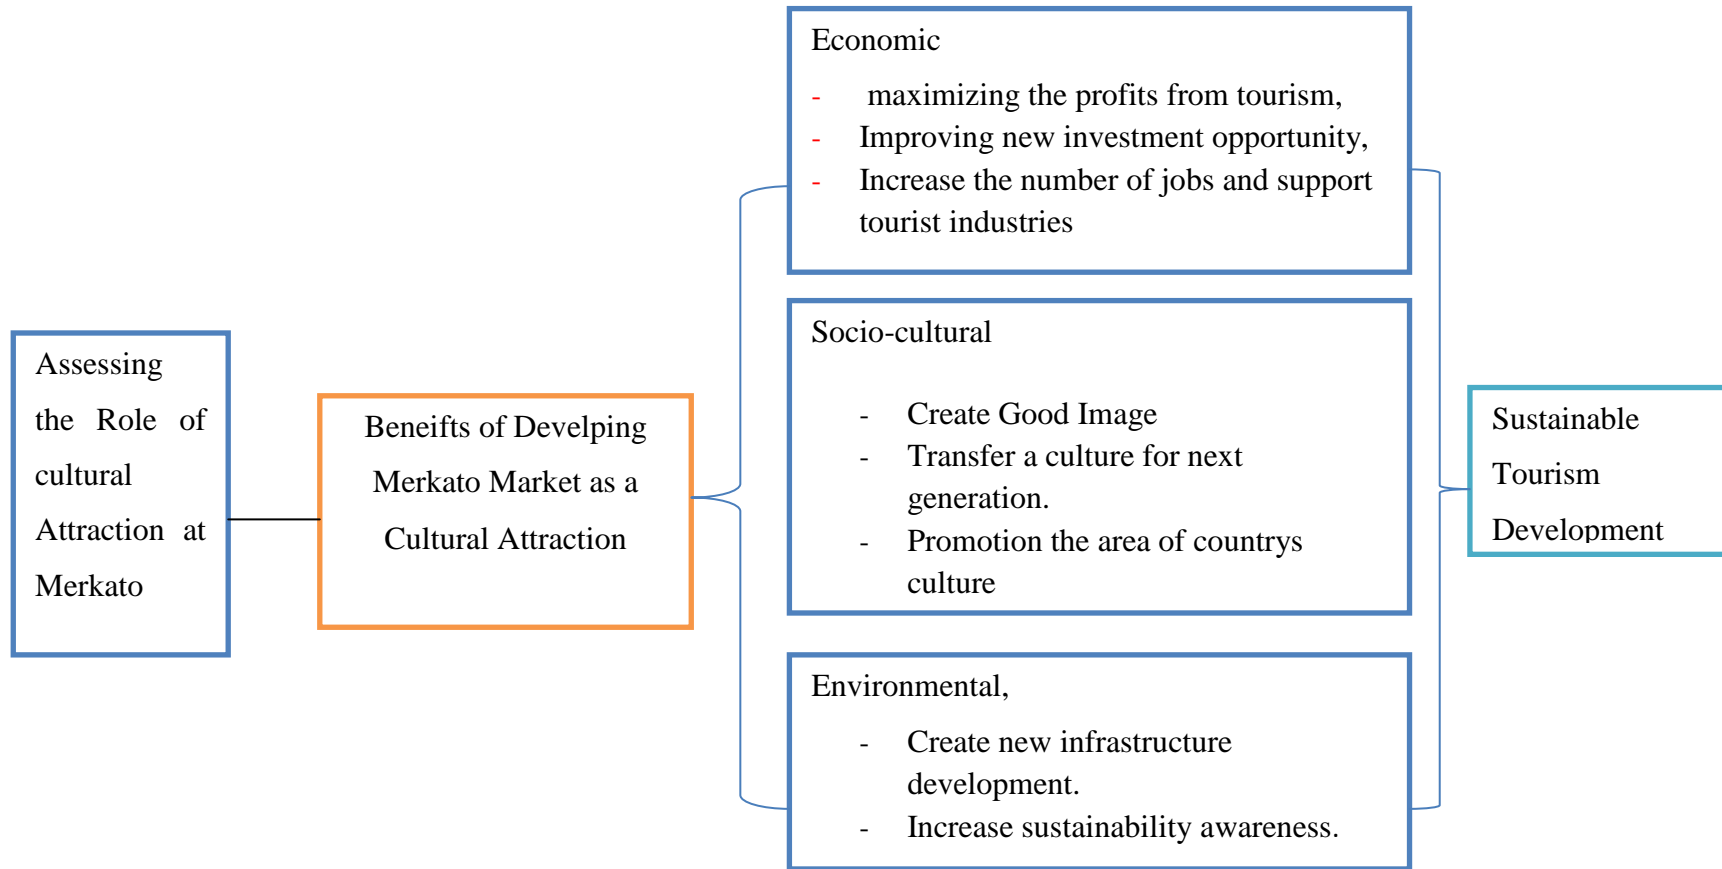 Assessing
the Role of
cultural
Attraction at
Merkato
Beneifts of Develping
Merkato Market as a
Cultural Attraction
Economic
- maximizing the profits from tourism,
- Improving new investment opportunity,
- Increase the number of jobs and support
tourist industries
Socio-cultural
- Create Good Image
- Transfer a culture for next
generation.
- Promotion the area of countrys
culture
Environmental,
- Create new infrastructure
development.
- Increase sustainability awareness.
Sustainable
Tourism
Development